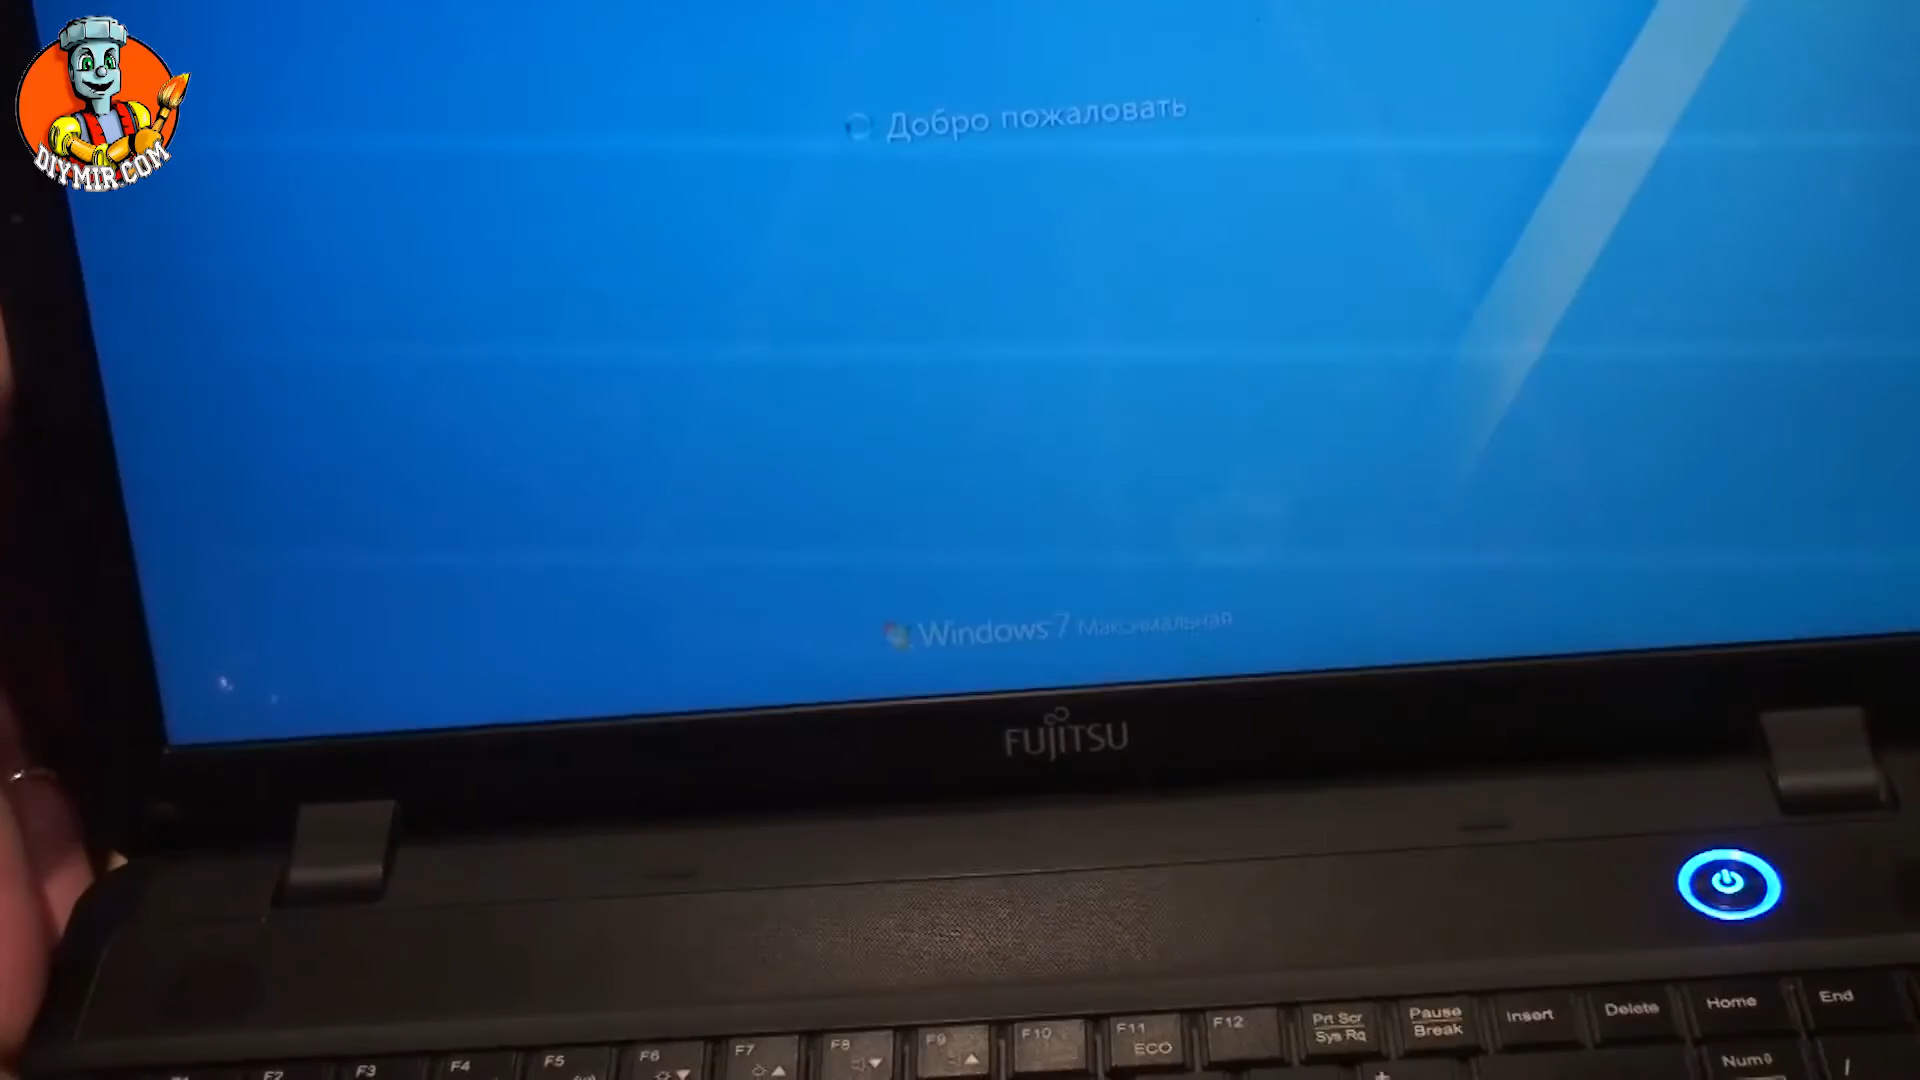 DIYMIR.COM
Добро пожаловать
Windows 7 Максимальная
FUJITSU
F2
F3
F4
F5
F6
F7
F8
F9
F10
F11
ECO
F12
Prt Scr
Sys Rq
Pause
Break
Insert
Delete
Home
End
Num
/